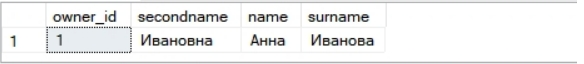 owner_id secondname name surname
1 1 Ивановна Анна Иванова